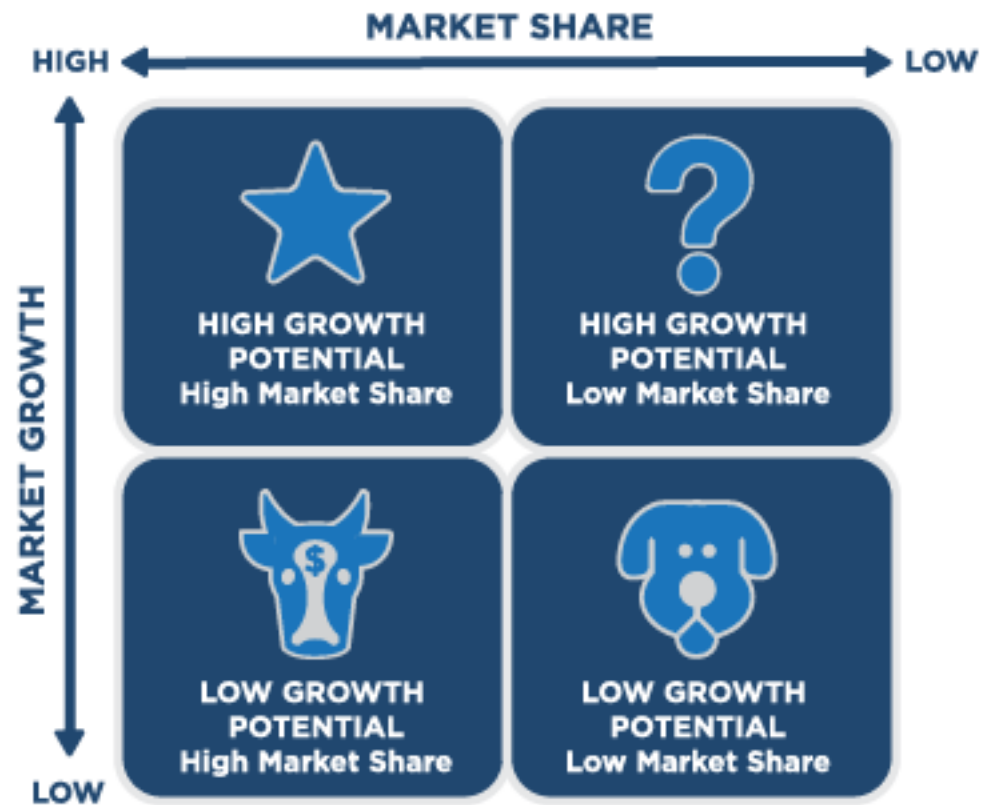 MARKET SHARE
HIGH
LOW
MARKET GROWTH
HIGH GROWTH
POTENTIAL
High Market Share
HIGH GROWTH
POTENTIAL
Low Market Share
$
LOW GROWTH
POTENTIAL
High Market Share
LOW GROWTH
POTENTIAL
Low Market Share
LOW